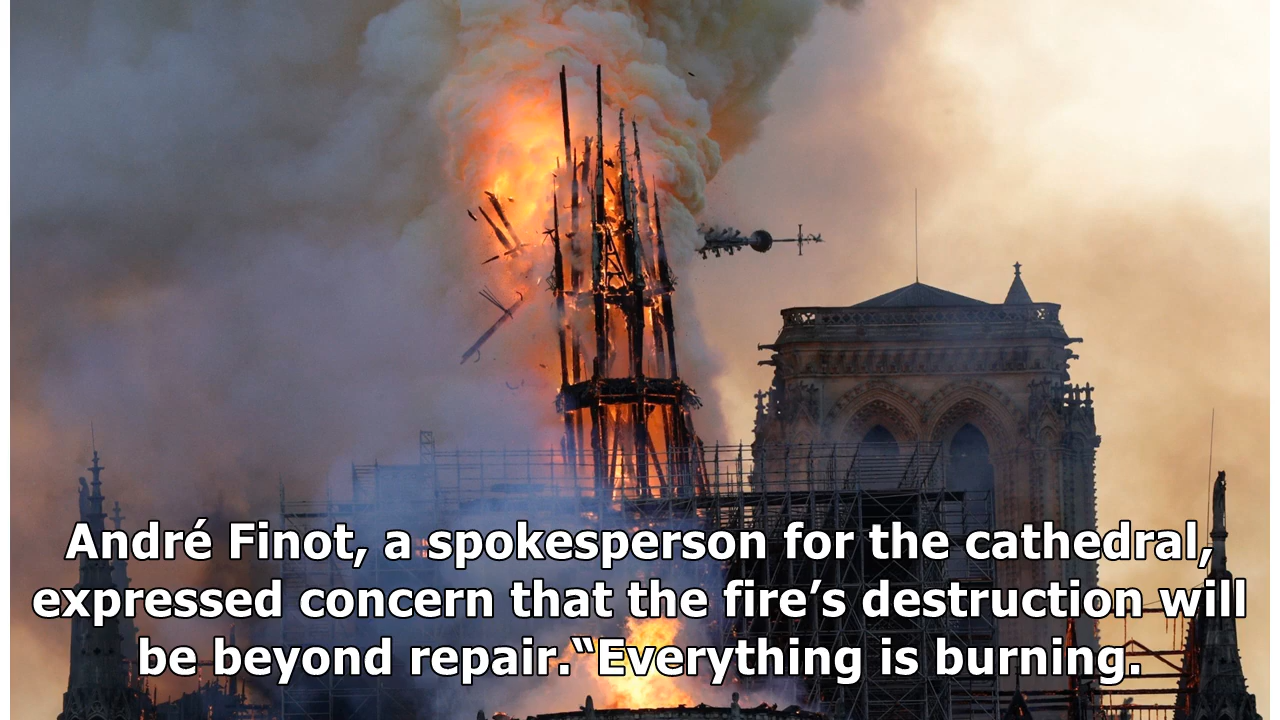 André Finot, a spokesperson for the cathedral,
expressed concern that the fire’s destruction will
be beyond repair.“Everything is burning.